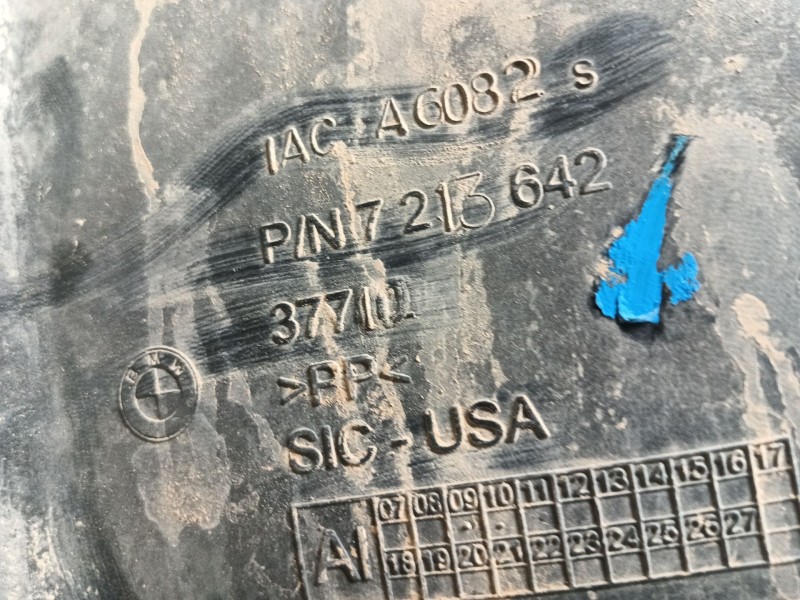 IAC A6082 s
P/N 7 213 642
BMW
>PP<
SIC - USA
07 08 09 10 11 12 13 14 15 16 17
AI
18 19 20 21 22 23 24 25 26 27